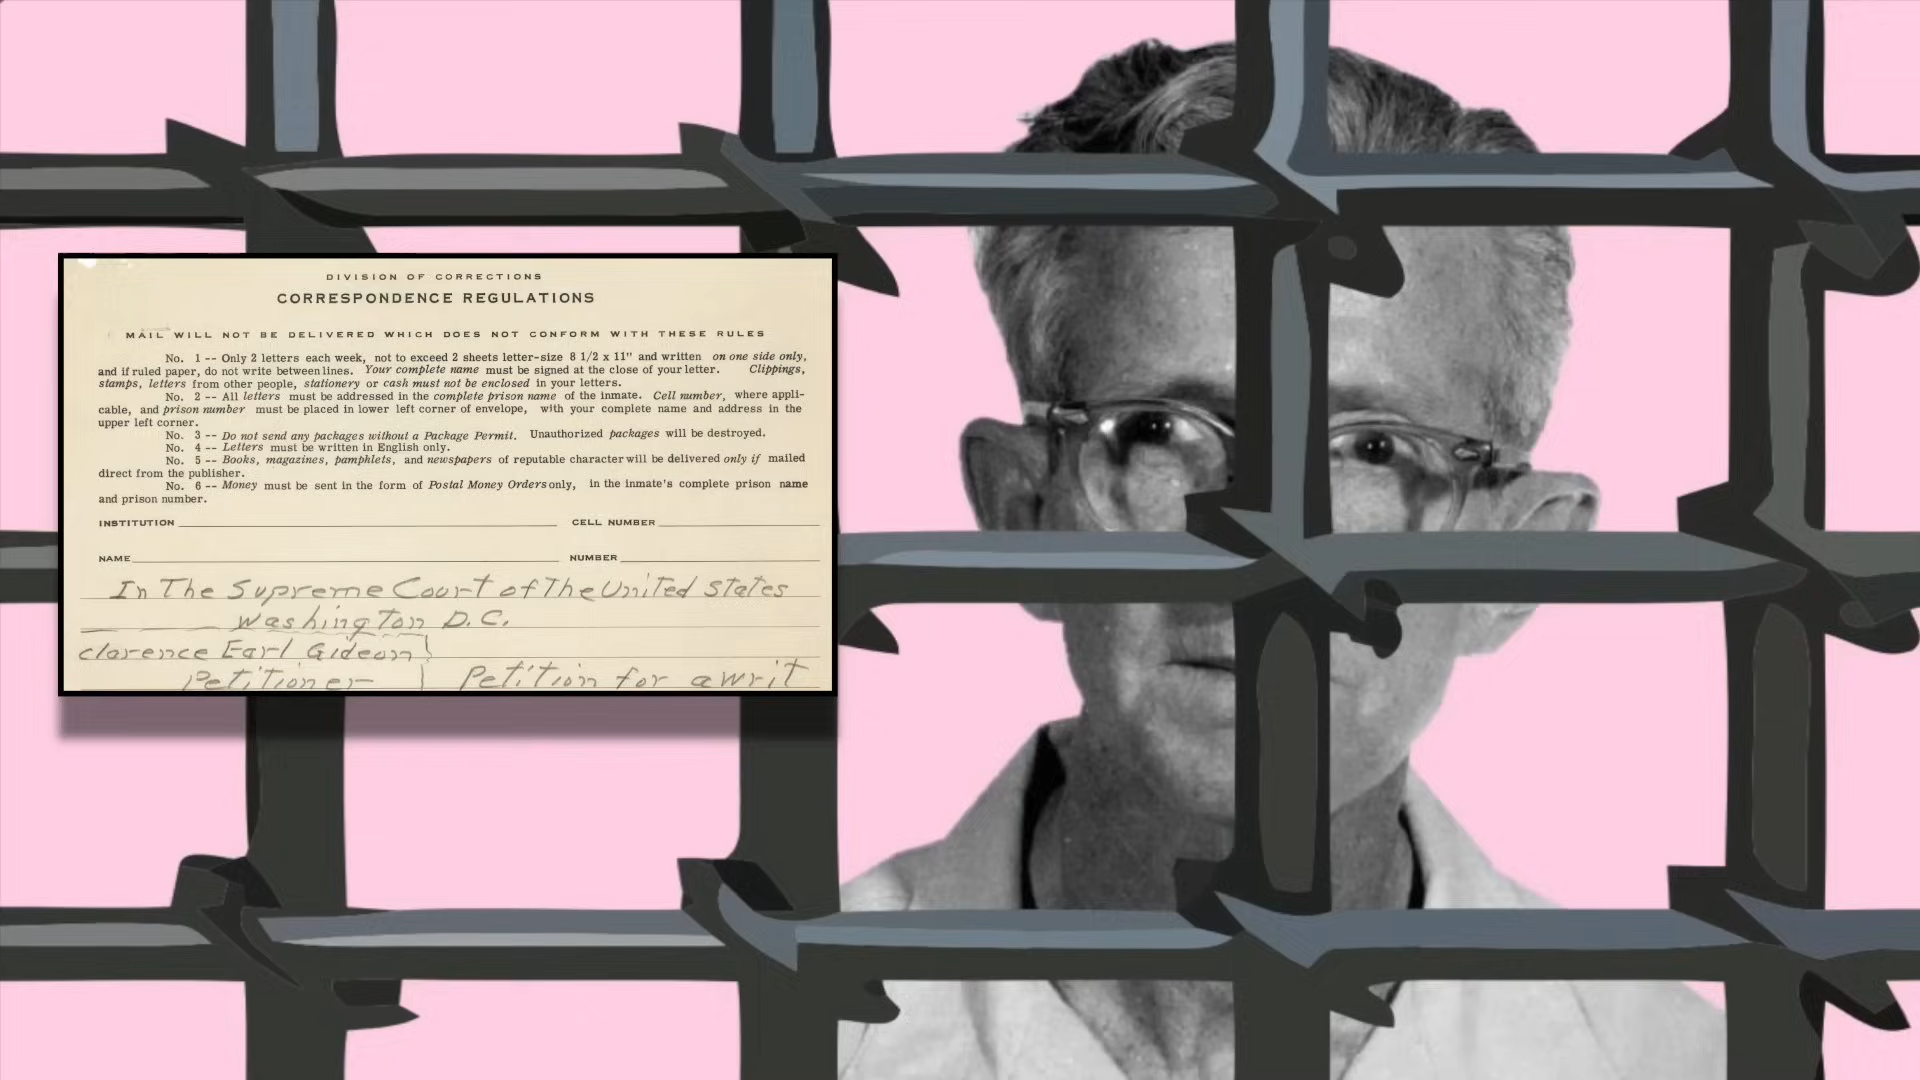 DIVISION OF CORRECTIONS
CORRESPONDENCE REGULATIONS
MAIL WILL NOT BE DELIVERED WHICH DOES NOT CONFORM WITH THESE RULES
No. 1 -- Only 2 letters each week, not to exceed 2 sheets letter-size 8 1/2 x 11" and written on one side only,
and if ruled paper, do not write between lines. Your complete name must be signed at the close of your letter. Clippings,
stamps, letters from other people, stationery or cash must not be enclosed in your letters.
No. 2 -- All letters must be addressed in the complete prison name of the inmate. Cell number, where appli-
cable, and prison number must be placed in lower left corner of envelope, with your complete name and address in the
upper left corner.
No. 3 -- Do not send any packages without a Package Permit. Unauthorized packages will be destroyed.
No. 4 -- Letters must be written in English only.
No. 5 -- Books, magazines, pamphlets, and newspapers of reputable character will be delivered only if mailed
direct from the publisher.
No. 6 -- Money must be sent in the form of Postal Money Orders only, in the inmate's complete prison name
and prison number.
INSTITUTION CELL NUMBER
NAME NUMBER
In The Supreme Court of The United States
Washington D.C.
clarence Earl Gideon
Petitioner Petition for a writ